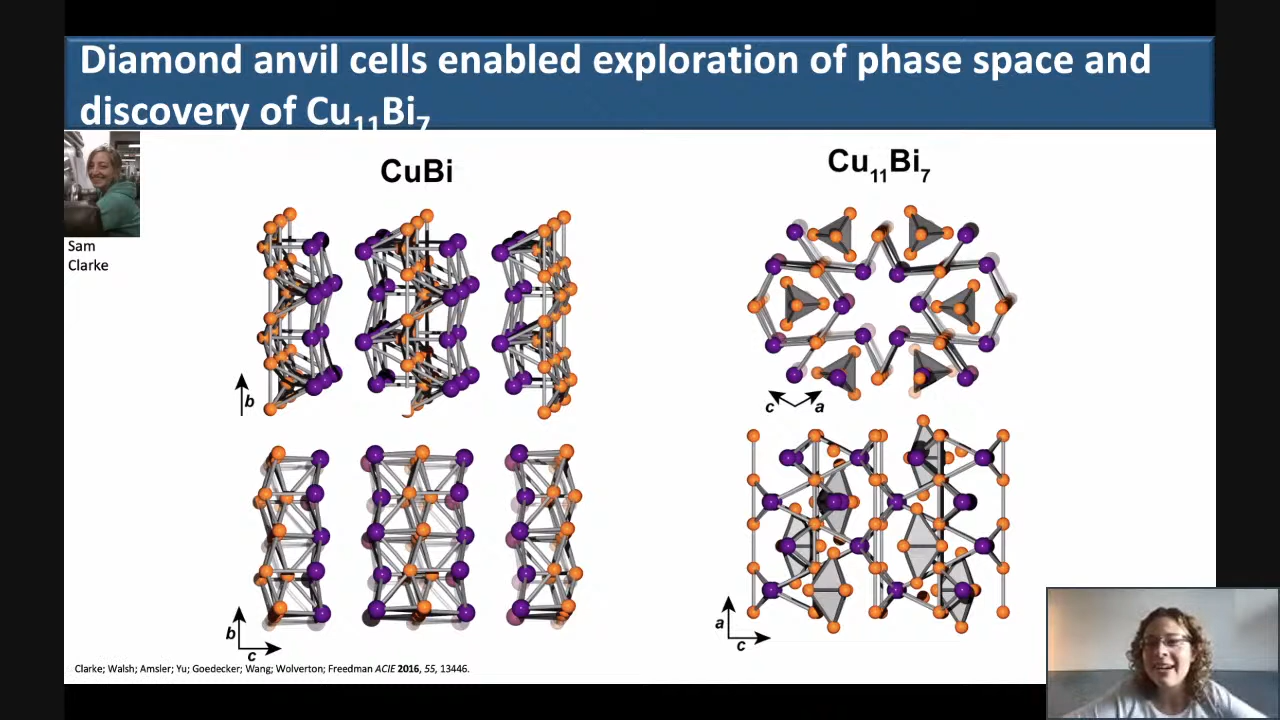 Diamond anvil cells enabled exploration of phase space and
discovery of Cu₁₁Bi₇
CuBi
Cu₁₁Bi₇
Sam
Clarke
b
c
a
b
c
a
c
Clarke; Walsh; Amsler; Yu; Goedecker; Wang; Wolverton; Freedman ACIE 2016, 55, 13446.